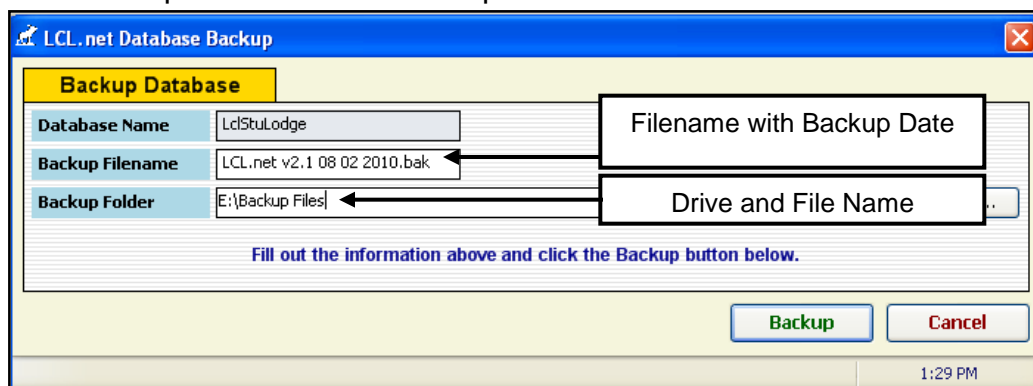 LCL.net Database Backup
Backup Database
Database Name LclStuLodge
Filename with Backup Date
Backup Filename LCL.net v2.1 08 02 2010.bak
Backup Folder E:\Backup Files
Drive and File Name
Fill out the information above and click the Backup button below.
Backup Cancel
1:29 PM